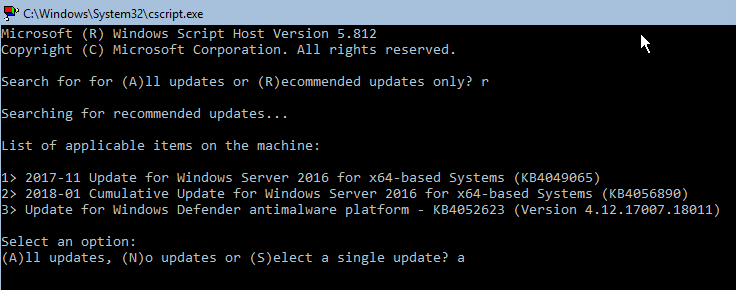 C:\Windows\System32\cscript.exe
Microsoft (R) Windows Script Host Version 5.812
Copyright (C) Microsoft Corporation. All rights reserved.
Search for for (A)ll updates or (R)ecommended updates only? r
Searching for recommended updates...
List of applicable items on the machine:
1> 2017-11 Update for Windows Server 2016 for x64-based Systems (KB4049065)
2> 2018-01 Cumulative Update for Windows Server 2016 for x64-based Systems (KB4056890)
3> Update for Windows Defender antimalware platform - KB4052623 (Version 4.12.17007.18011)
Select an option:
(A)ll updates, (N)o updates or (S)elect a single update? a